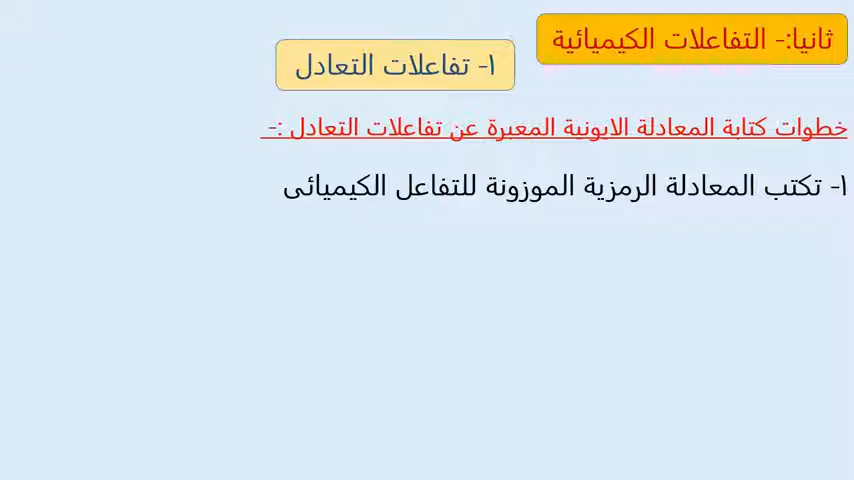 ثانيا:- التفاعلات الكيميائية
١- تفاعلات التعادل
خطوات كتابة المعادلة الايونية المعبرة عن تفاعلات التعادل :-
١- تكتب المعادلة الرمزية الموزونة للتفاعل الكيميائى